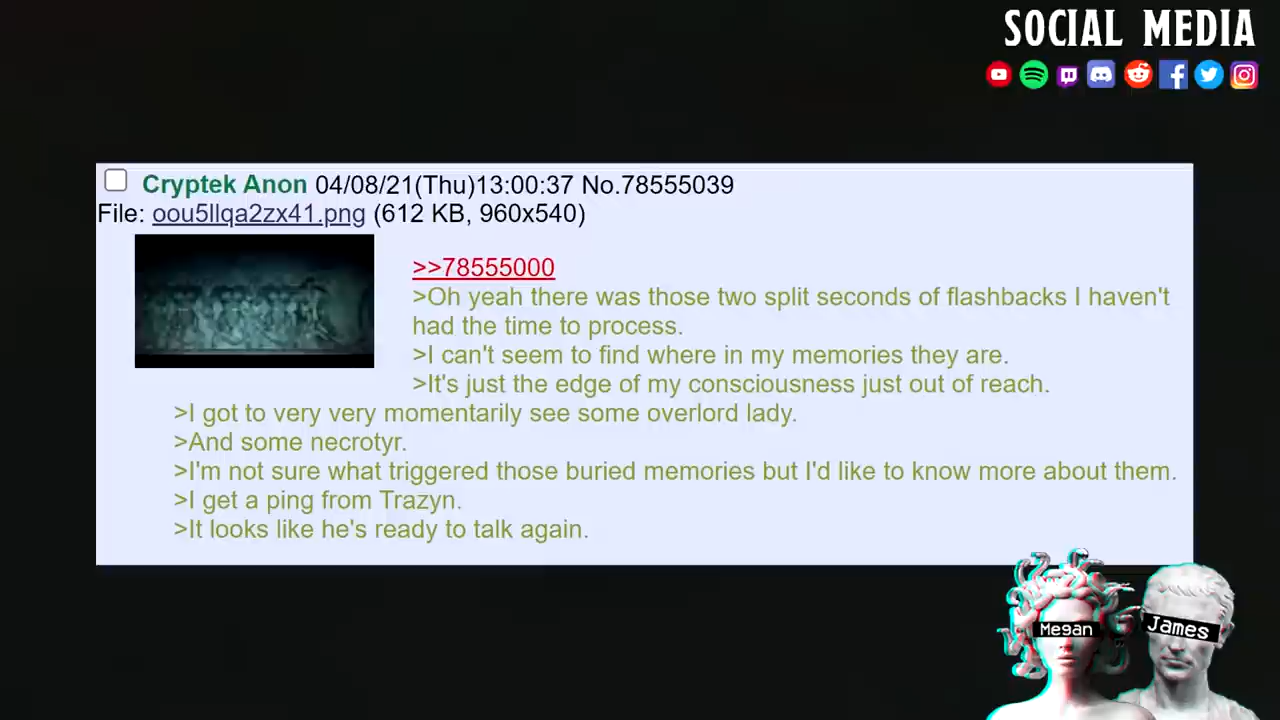 SOCIAL MEDIA
Cryptek Anon 04/08/21(Thu)13:00:37 No.78555039
File: oou5llqa2zx41.png (612 KB, 960x540)
>>78555000
>Oh yeah there was those two split seconds of flashbacks I haven't
had the time to process.
>I can't seem to find where in my memories they are.
>It's just the edge of my consciousness just out of reach.
>I got to very very momentarily see some overlord lady.
>And some necrotyr.
>I'm not sure what triggered those buried memories but I'd like to know more about them.
>I get a ping from Trazyn.
>It looks like he's ready to talk again.
Megan
James